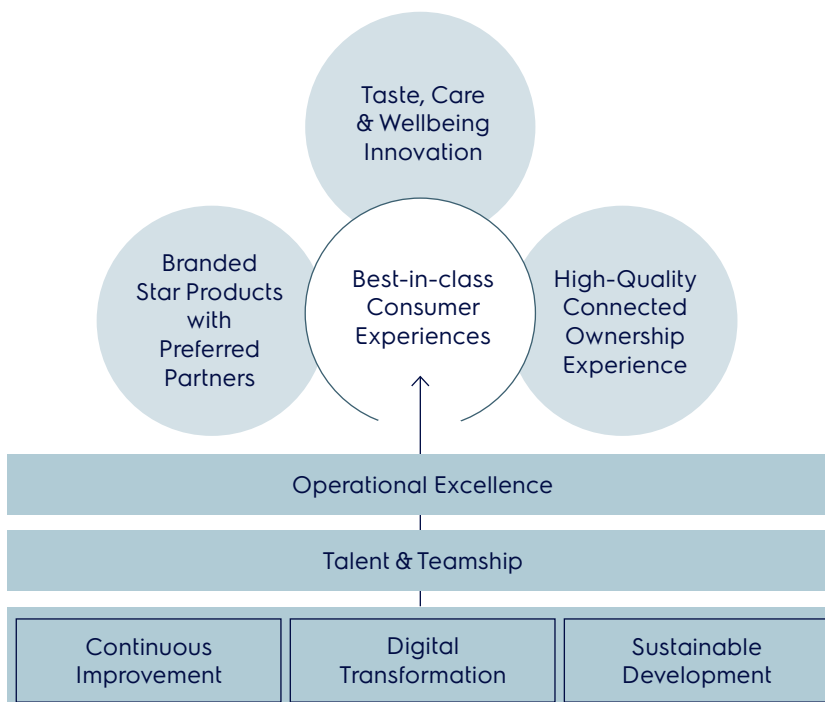 Taste, Care
& Wellbeing
Innovation
Branded
Star Products
with
Preferred
Partners
Best-in-class
Consumer
Experiences
High-Quality
Connected
Ownership
Experience
Operational Excellence
Talent & Teamship
Continuous
Improvement
Digital
Transformation
Sustainable
Development